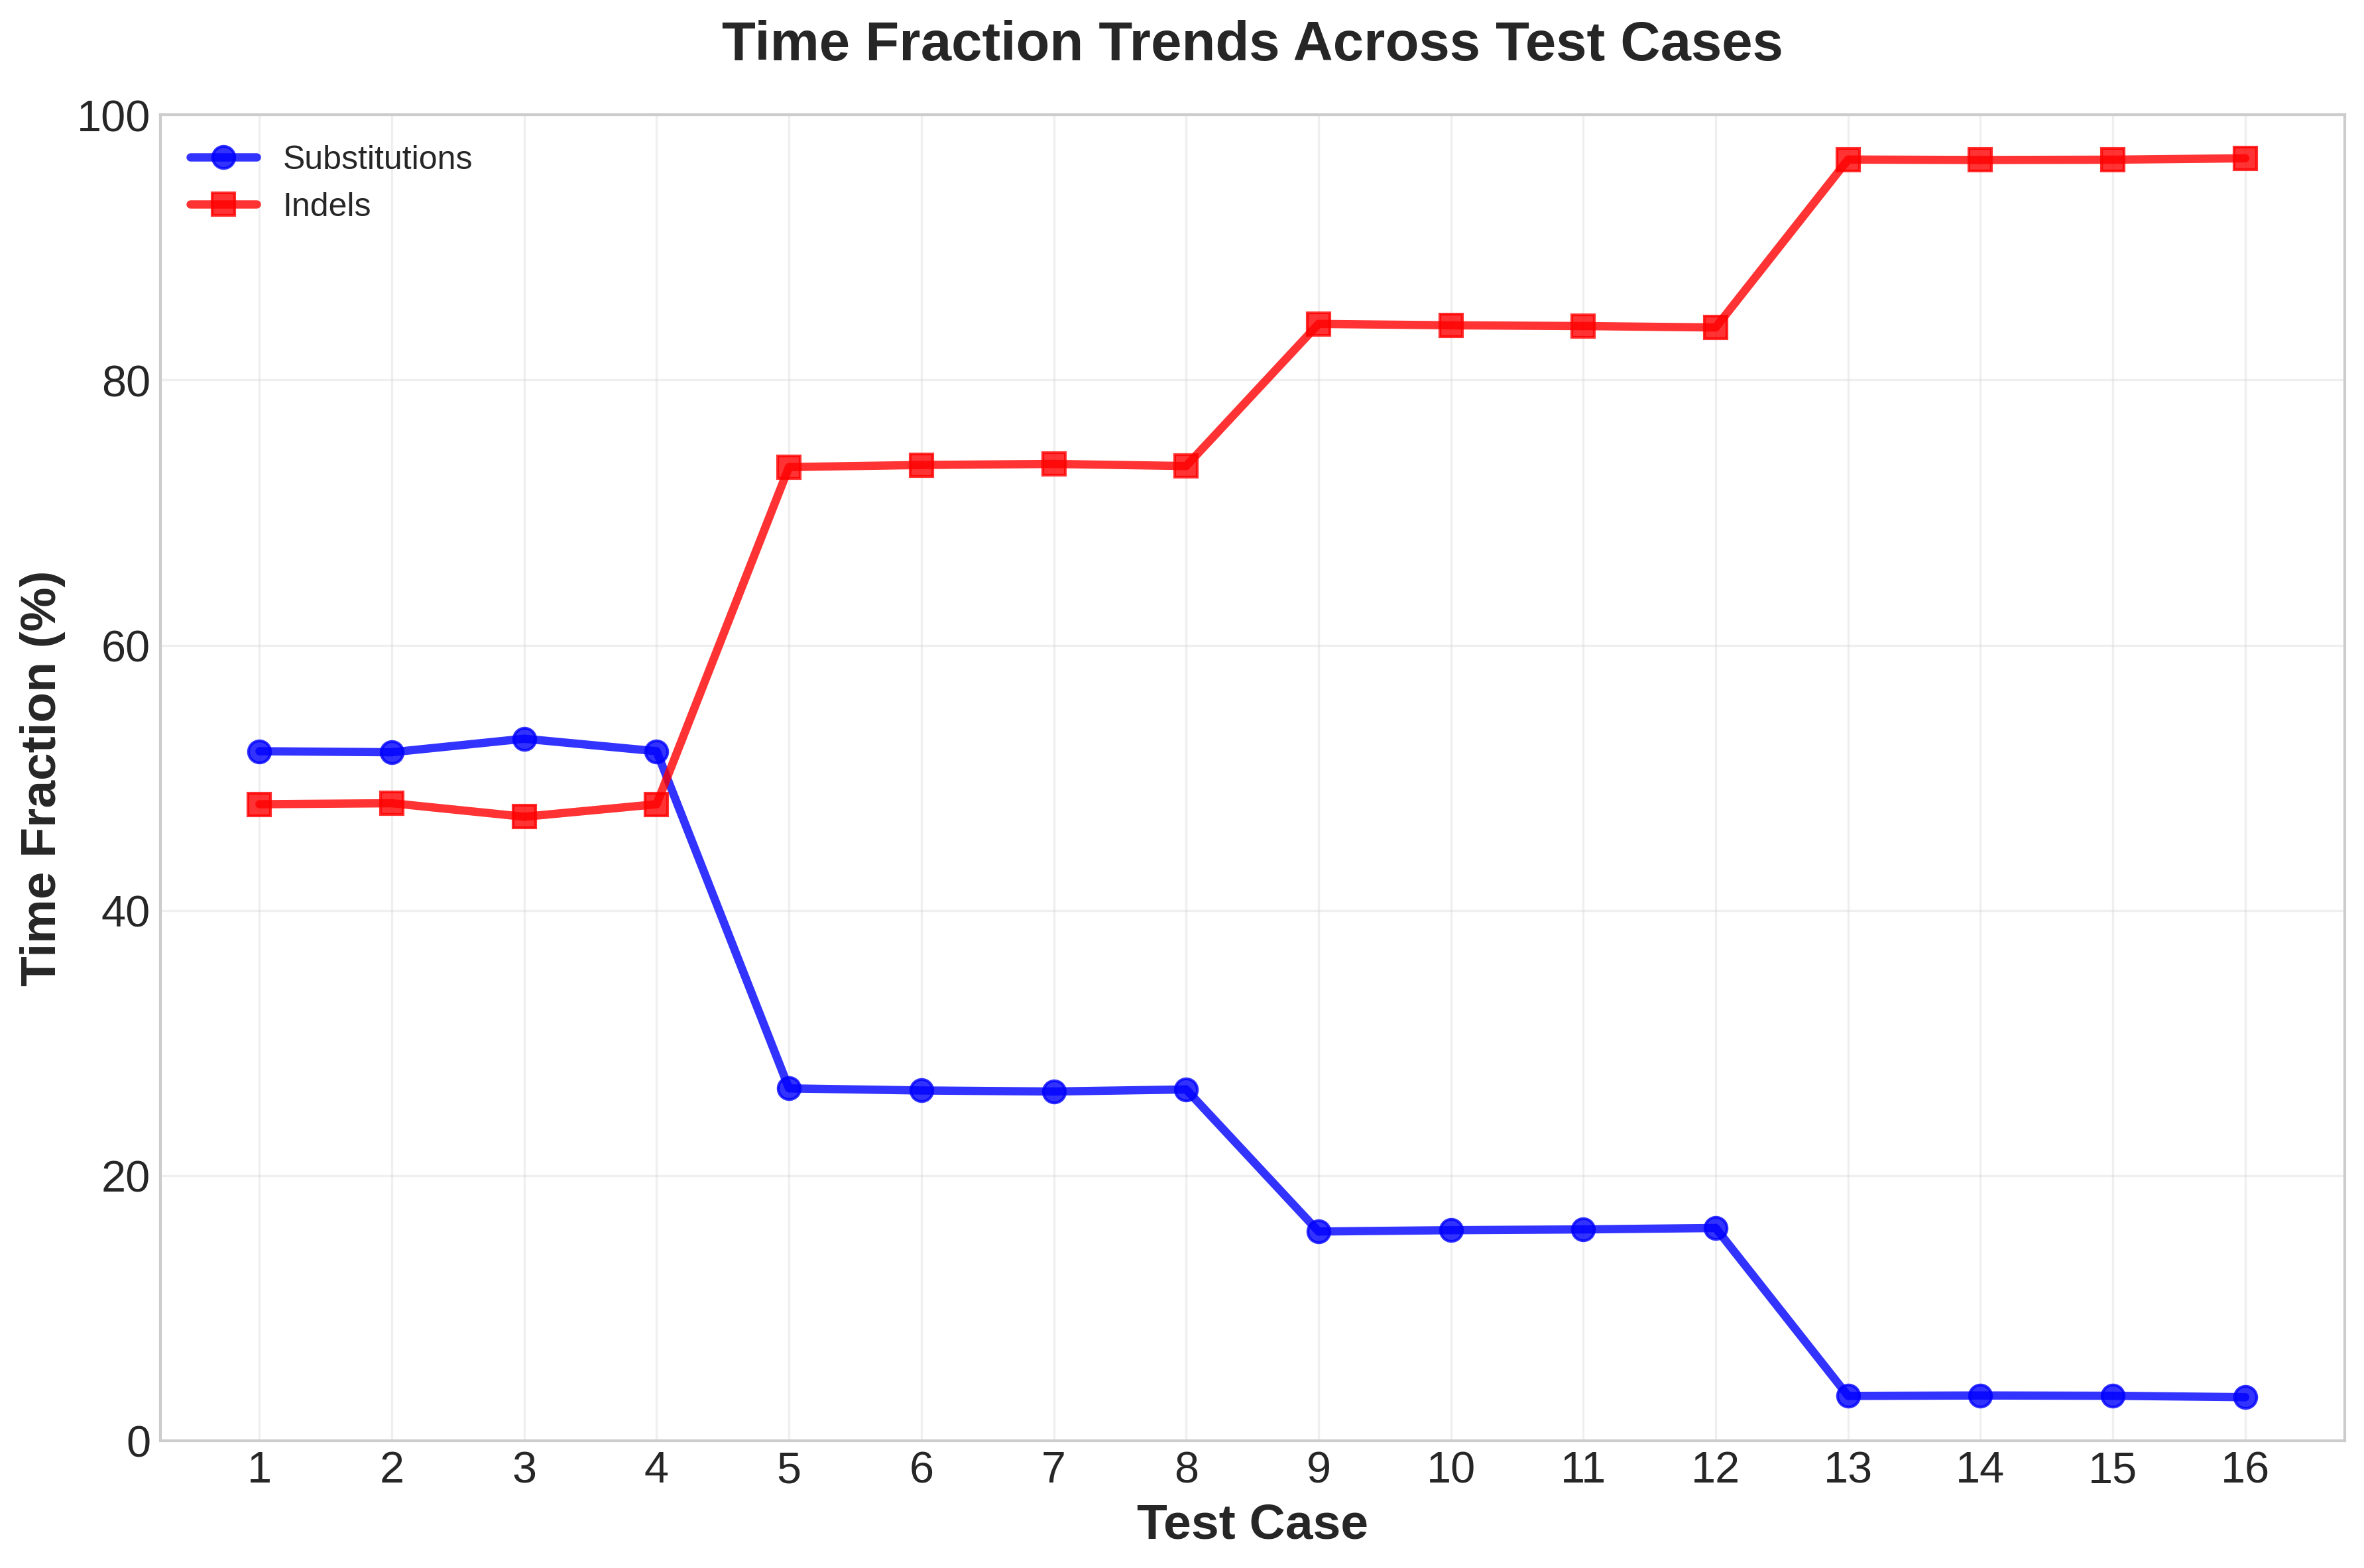 Time Fraction Trends Across Test Cases
100
80
60
40
20
0
Time Fraction (%)
Substitutions
Indels
1 2 3 4 5 6 7 8 9 10 11 12 13 14 15 16
Test Case